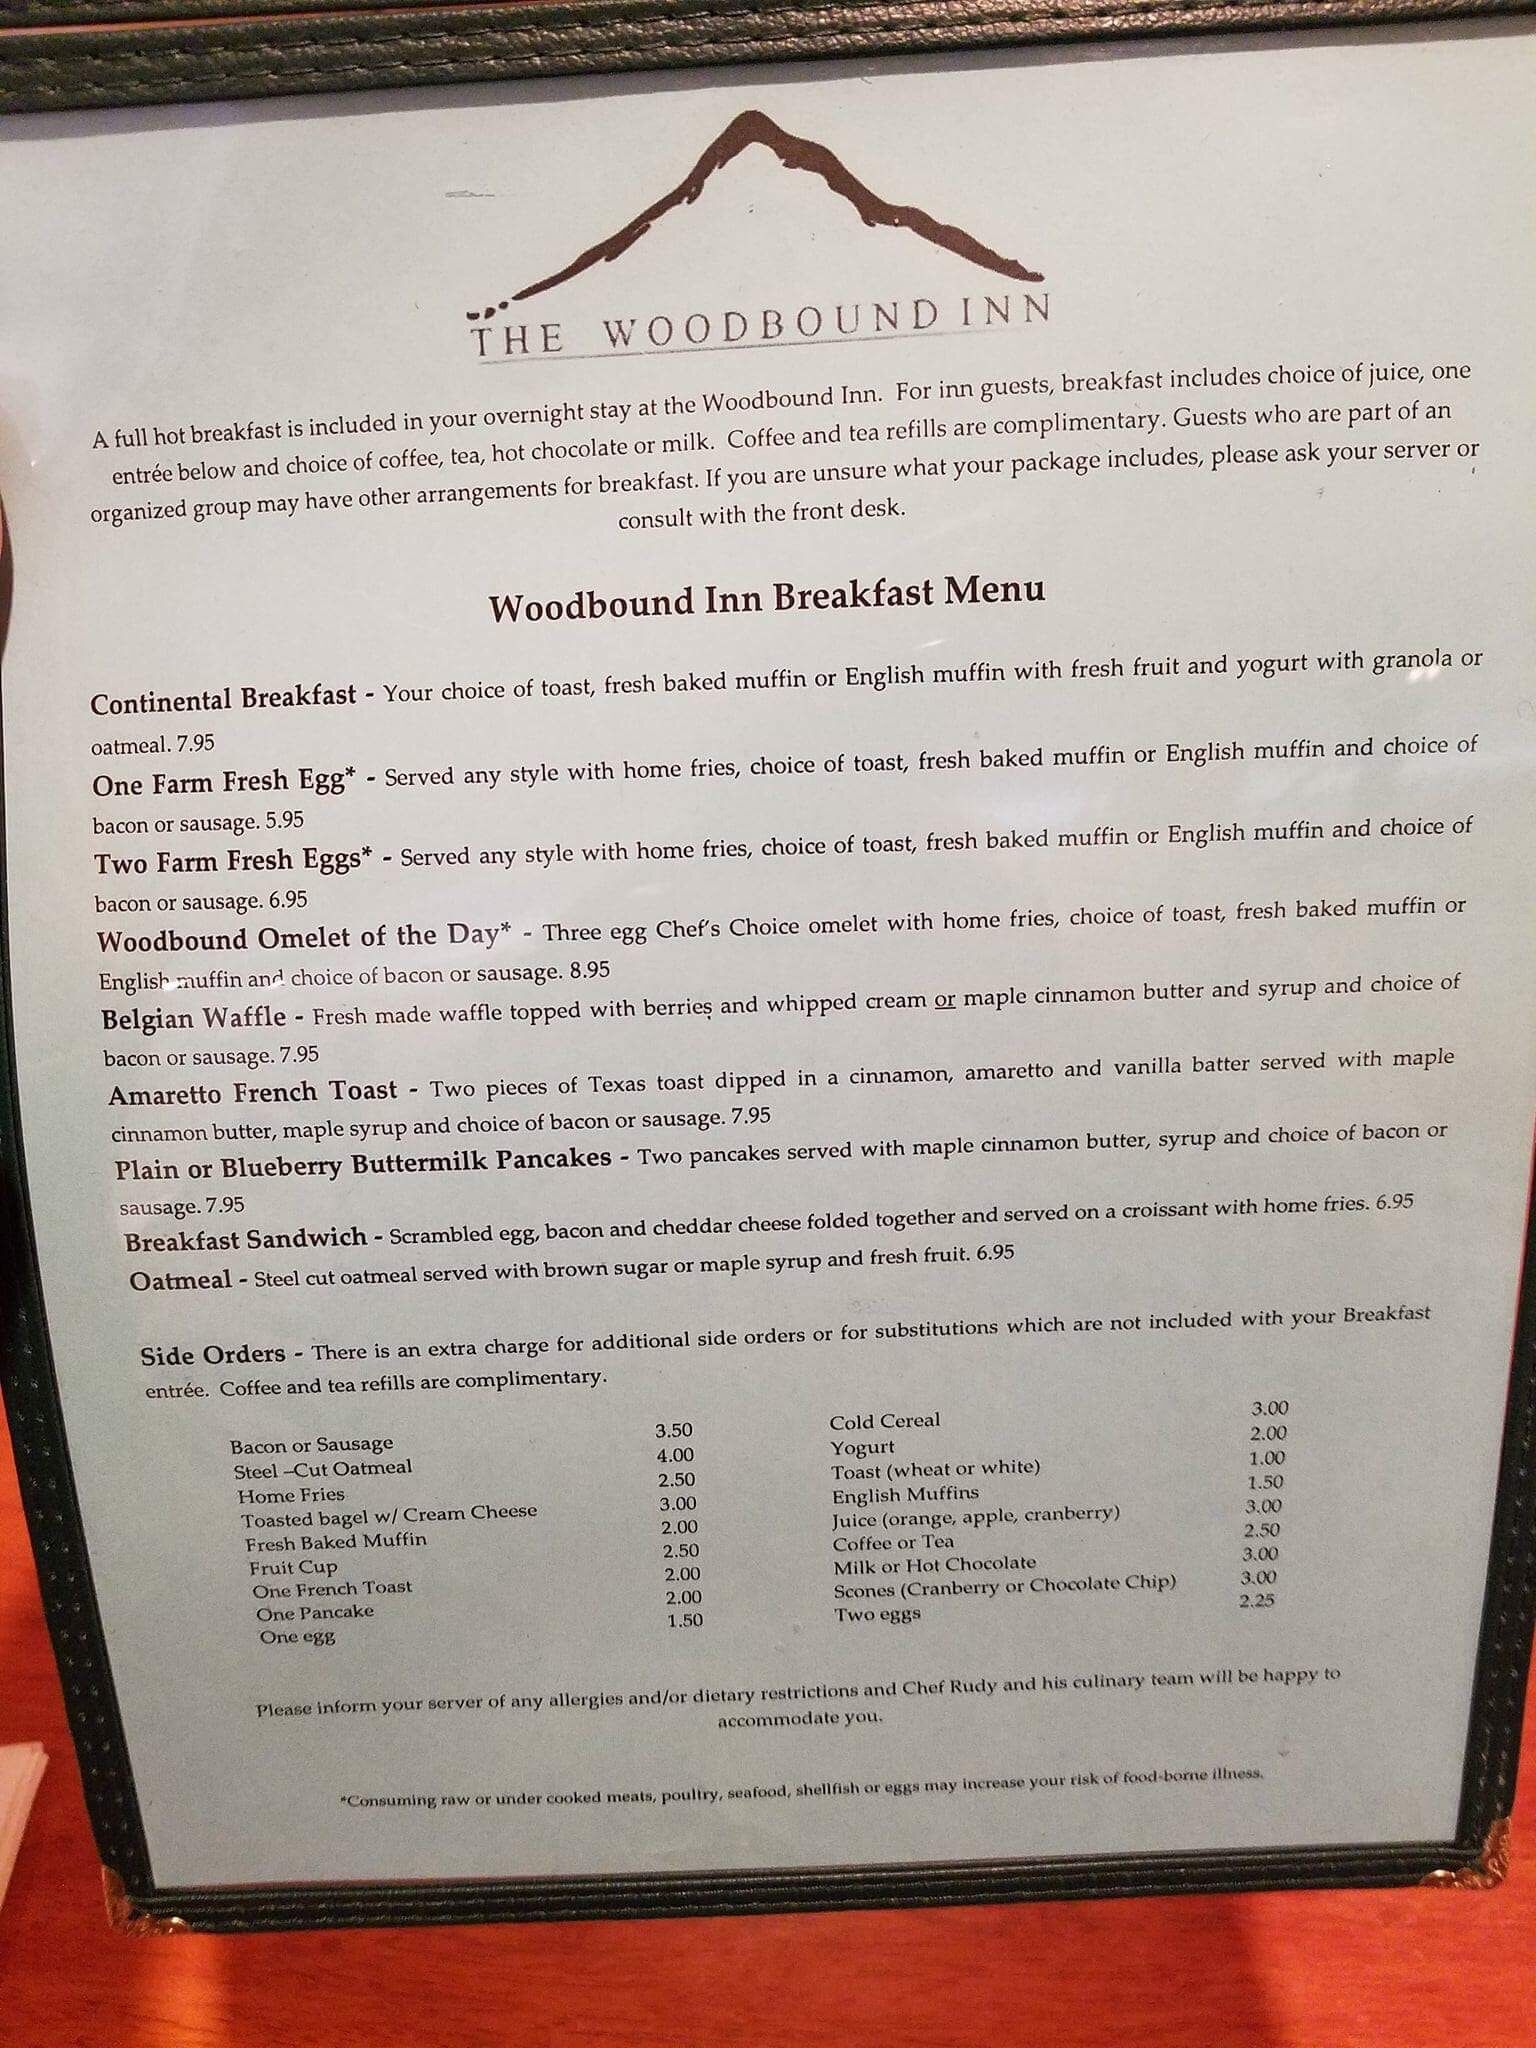 THE WOODBOUND INN
A full hot breakfast is included in your overnight stay at the Woodbound Inn. For inn guests, breakfast includes choice of juice, one
entrée below and choice of coffee, tea, hot chocolate or milk. Coffee and tea refills are complimentary. Guests who are part of an
organized group may have other arrangements for breakfast. If you are unsure what your package includes, please ask your server or
consult with the front desk.
Woodbound Inn Breakfast Menu
Continental Breakfast - Your choice of toast, fresh baked muffin or English muffin with fresh fruit and yogurt with granola or
oatmeal. 7.95
One Farm Fresh Egg* - Served any style with home fries, choice of toast, fresh baked muffin or English muffin and choice of
bacon or sausage. 5.95
Two Farm Fresh Eggs* - Served any style with home fries, choice of toast, fresh baked muffin or English muffin and choice of
bacon or sausage. 6.95
Woodbound Omelet of the Day* - Three egg Chef's Choice omelet with home fries, choice of toast, fresh baked muffin or
English muffin and choice of bacon or sausage. 8.95
Belgian Waffle - Fresh made waffle topped with berries and whipped cream or maple cinnamon butter and syrup and choice of
bacon or sausage. 7.95
Amaretto French Toast - Two pieces of Texas toast dipped in a cinnamon, amaretto and vanilla batter served with maple
cinnamon butter, maple syrup and choice of bacon or sausage. 7.95
Plain or Blueberry Buttermilk Pancakes - Two pancakes served with maple cinnamon butter, syrup and choice of bacon or
sausage. 7.95
Breakfast Sandwich - Scrambled egg, bacon and cheddar cheese folded together and served on a croissant with home fries. 6.95
Oatmeal - Steel cut oatmeal served with brown sugar or maple syrup and fresh fruit. 6.95
Side Orders - There is an extra charge for additional side orders or for substitutions which are not included with your Breakfast
entrée. Coffee and tea refills are complimentary.
Bacon or Sausage 3.50
Steel –Cut Oatmeal 4.00
Home Fries 2.50
Toasted bagel w/ Cream Cheese 3.00
Fresh Baked Muffin 2.00
Fruit Cup 2.50
One French Toast 2.00
One Pancake 2.00
One egg 1.50
Cold Cereal 3.00
Yogurt 2.00
Toast (wheat or white) 1.00
English Muffins 1.50
Juice (orange, apple, cranberry) 3.00
Coffee or Tea 2.50
Milk or Hot Chocolate 3.00
Scones (Cranberry or Chocolate Chip) 3.00
Two eggs 2.25
Please inform your server of any allergies and/or dietary restrictions and Chef Rudy and his culinary team will be happy to
accommodate you.
*Consuming raw or under cooked meats, poultry, seafood, shellfish or eggs may increase your risk of food-borne illness.